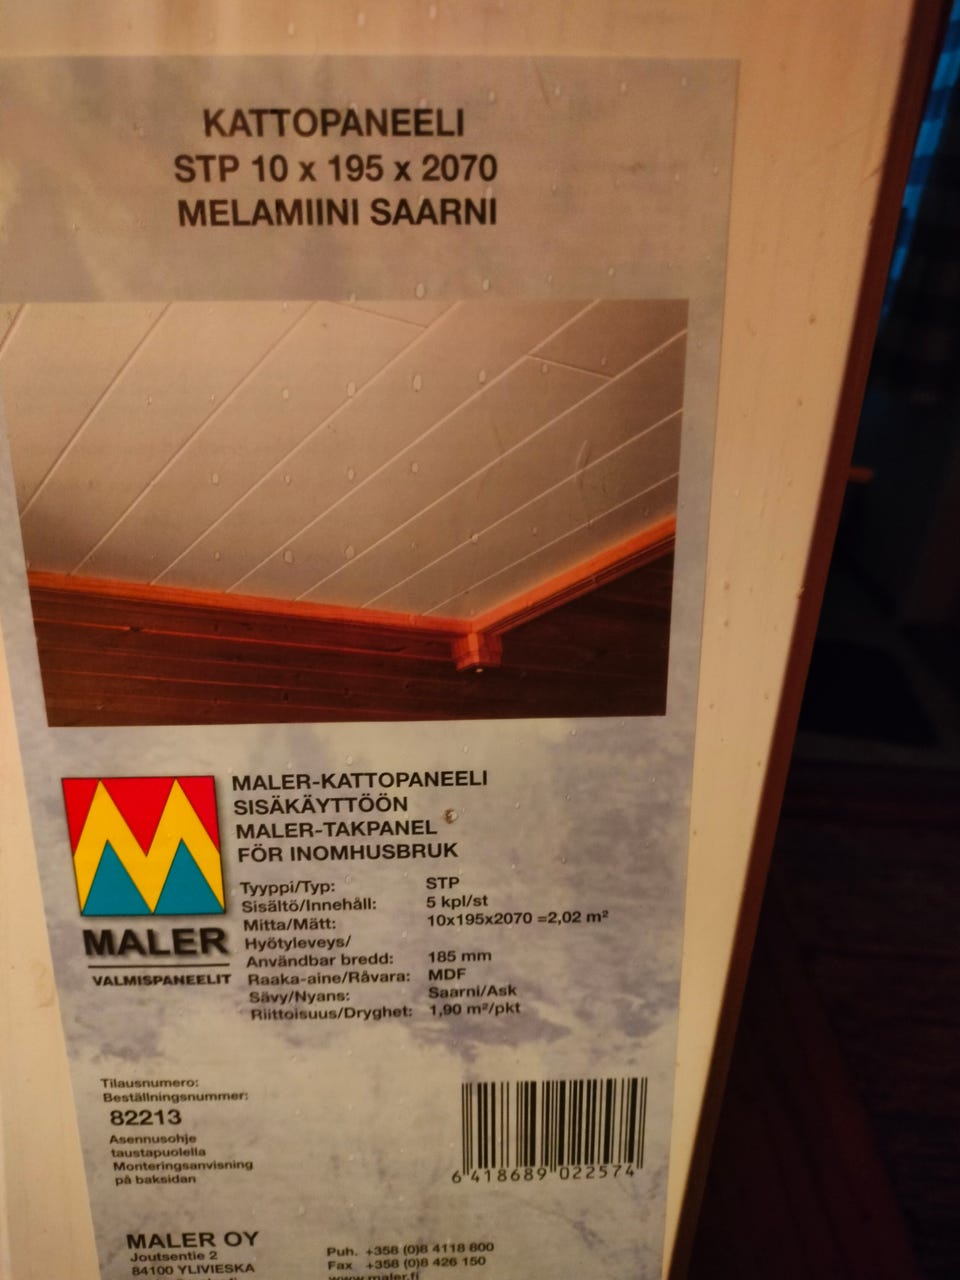 KATTOPANEELI
STP 10 x 195 x 2070
MELAMIINI SAARNI
MALER
VALMISPANEELIT
MALER-KATTOPANEELI
SISÄKÄYTTÖÖN
MALER-TAKPANEL
FÖR INOMHUSBRUK
Tyyppi/Typ: STP
Sisältö/Innehåll: 5 kpl/st
Mitta/Mått: 10x195x2070 =2,02 m²
Hyötyleveys/
Användbar bredd: 185 mm
Raaka-aine/Råvara: MDF
Sävy/Nyans: Saarni/Ask
Riittoisuus/Dryghet: 1,90 m²/pkt
Tilausnumero:
Beställningsnummer:
82213
Asennusohje
taustapuolella
Monteringsanvisning
på baksidan
6 418689 022574
MALER OY
Joutsentie 2
84100 YLIVIESKA
Puh. +358 (0)8 4118 800
Fax +358 (0)8 426 150
www.maler.fi